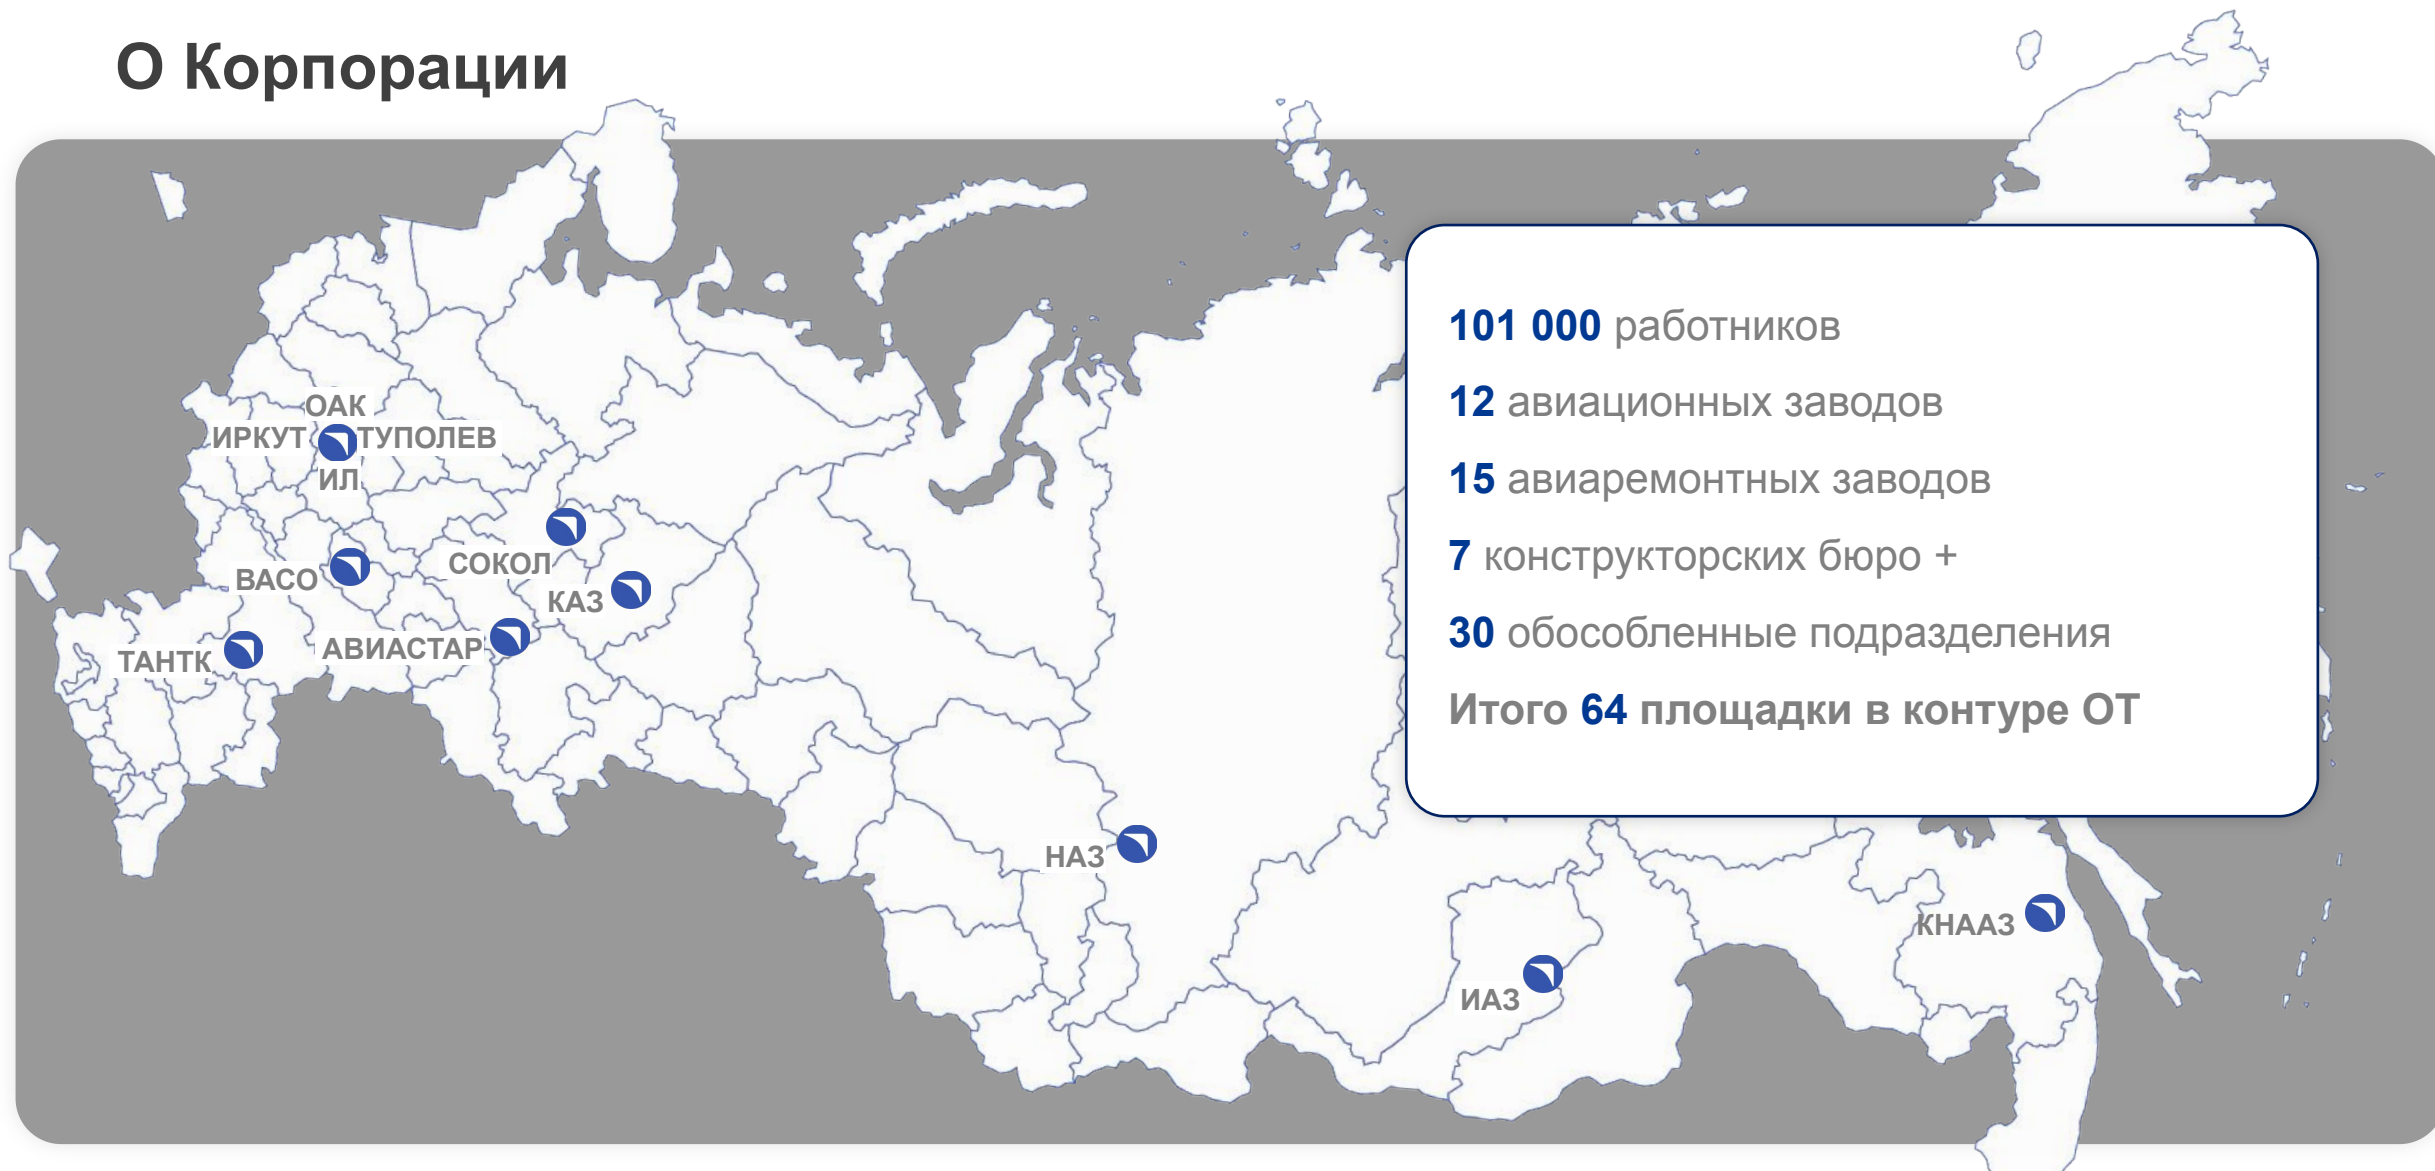 О Корпорации
ОАК
ИРКУТ ТУПОЛЕВ
ИЛ
СОКОЛ
ВАСО
КАЗ
АВИАСТАР
ТАНТК
НАЗ
ИАЗ
КНААЗ
101 000 работников
12 авиационных заводов
15 авиаремонтных заводов
7 конструкторских бюро +
30 обособленные подразделения
Итого 64 площадки в контуре ОТ